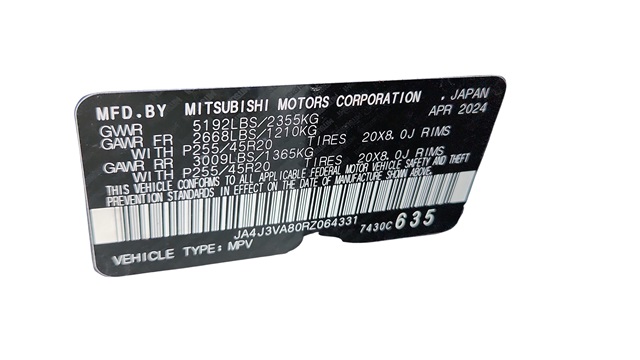 MFD.BY MITSUBISHI MOTORS CORPORATION , JAPAN
GVWR 5192LBS/2355KG APR 2024
GAWR FR 2668LBS/1210KG
WITH P255/45R20 TIRES 20X8.0J RIMS
GAWR RR 3009LBS/1365KG
WITH P255/45R20 TIRES 20X8.0J RIMS
THIS VEHICLE CONFORMS TO ALL APPLICABLE FEDERAL MOTOR VEHICLE SAFETY AND THEFT
PREVENTION STANDARDS IN EFFECT ON THE DATE OF MANUFACTURE SHOWN ABOVE.
JA4J3VA80RZ064331 7430C 635
VEHICLE TYPE: MPV